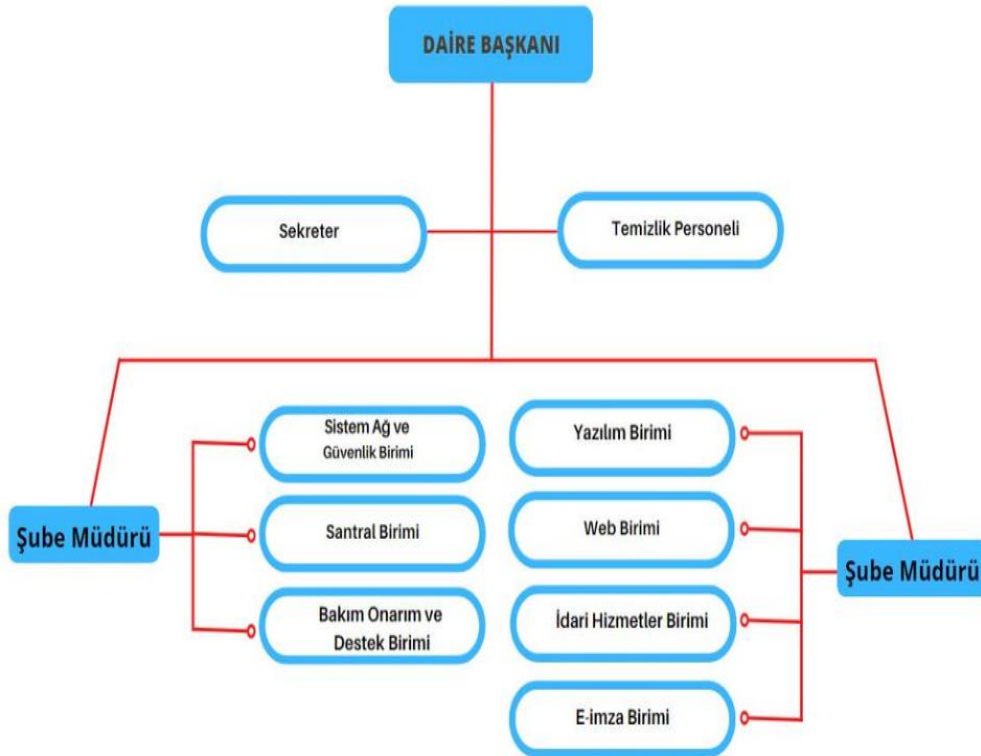 DAİRE BAŞKANI
Sekreter
Temizlik Personeli
Sistem Ağ ve
Güvenlik Birimi
Yazılım Birimi
Şube Müdürü
Santral Birimi
Web Birimi
Şube Müdürü
Bakım Onarım ve
Destek Birimi
İdari Hizmetler Birimi
E-imza Birimi